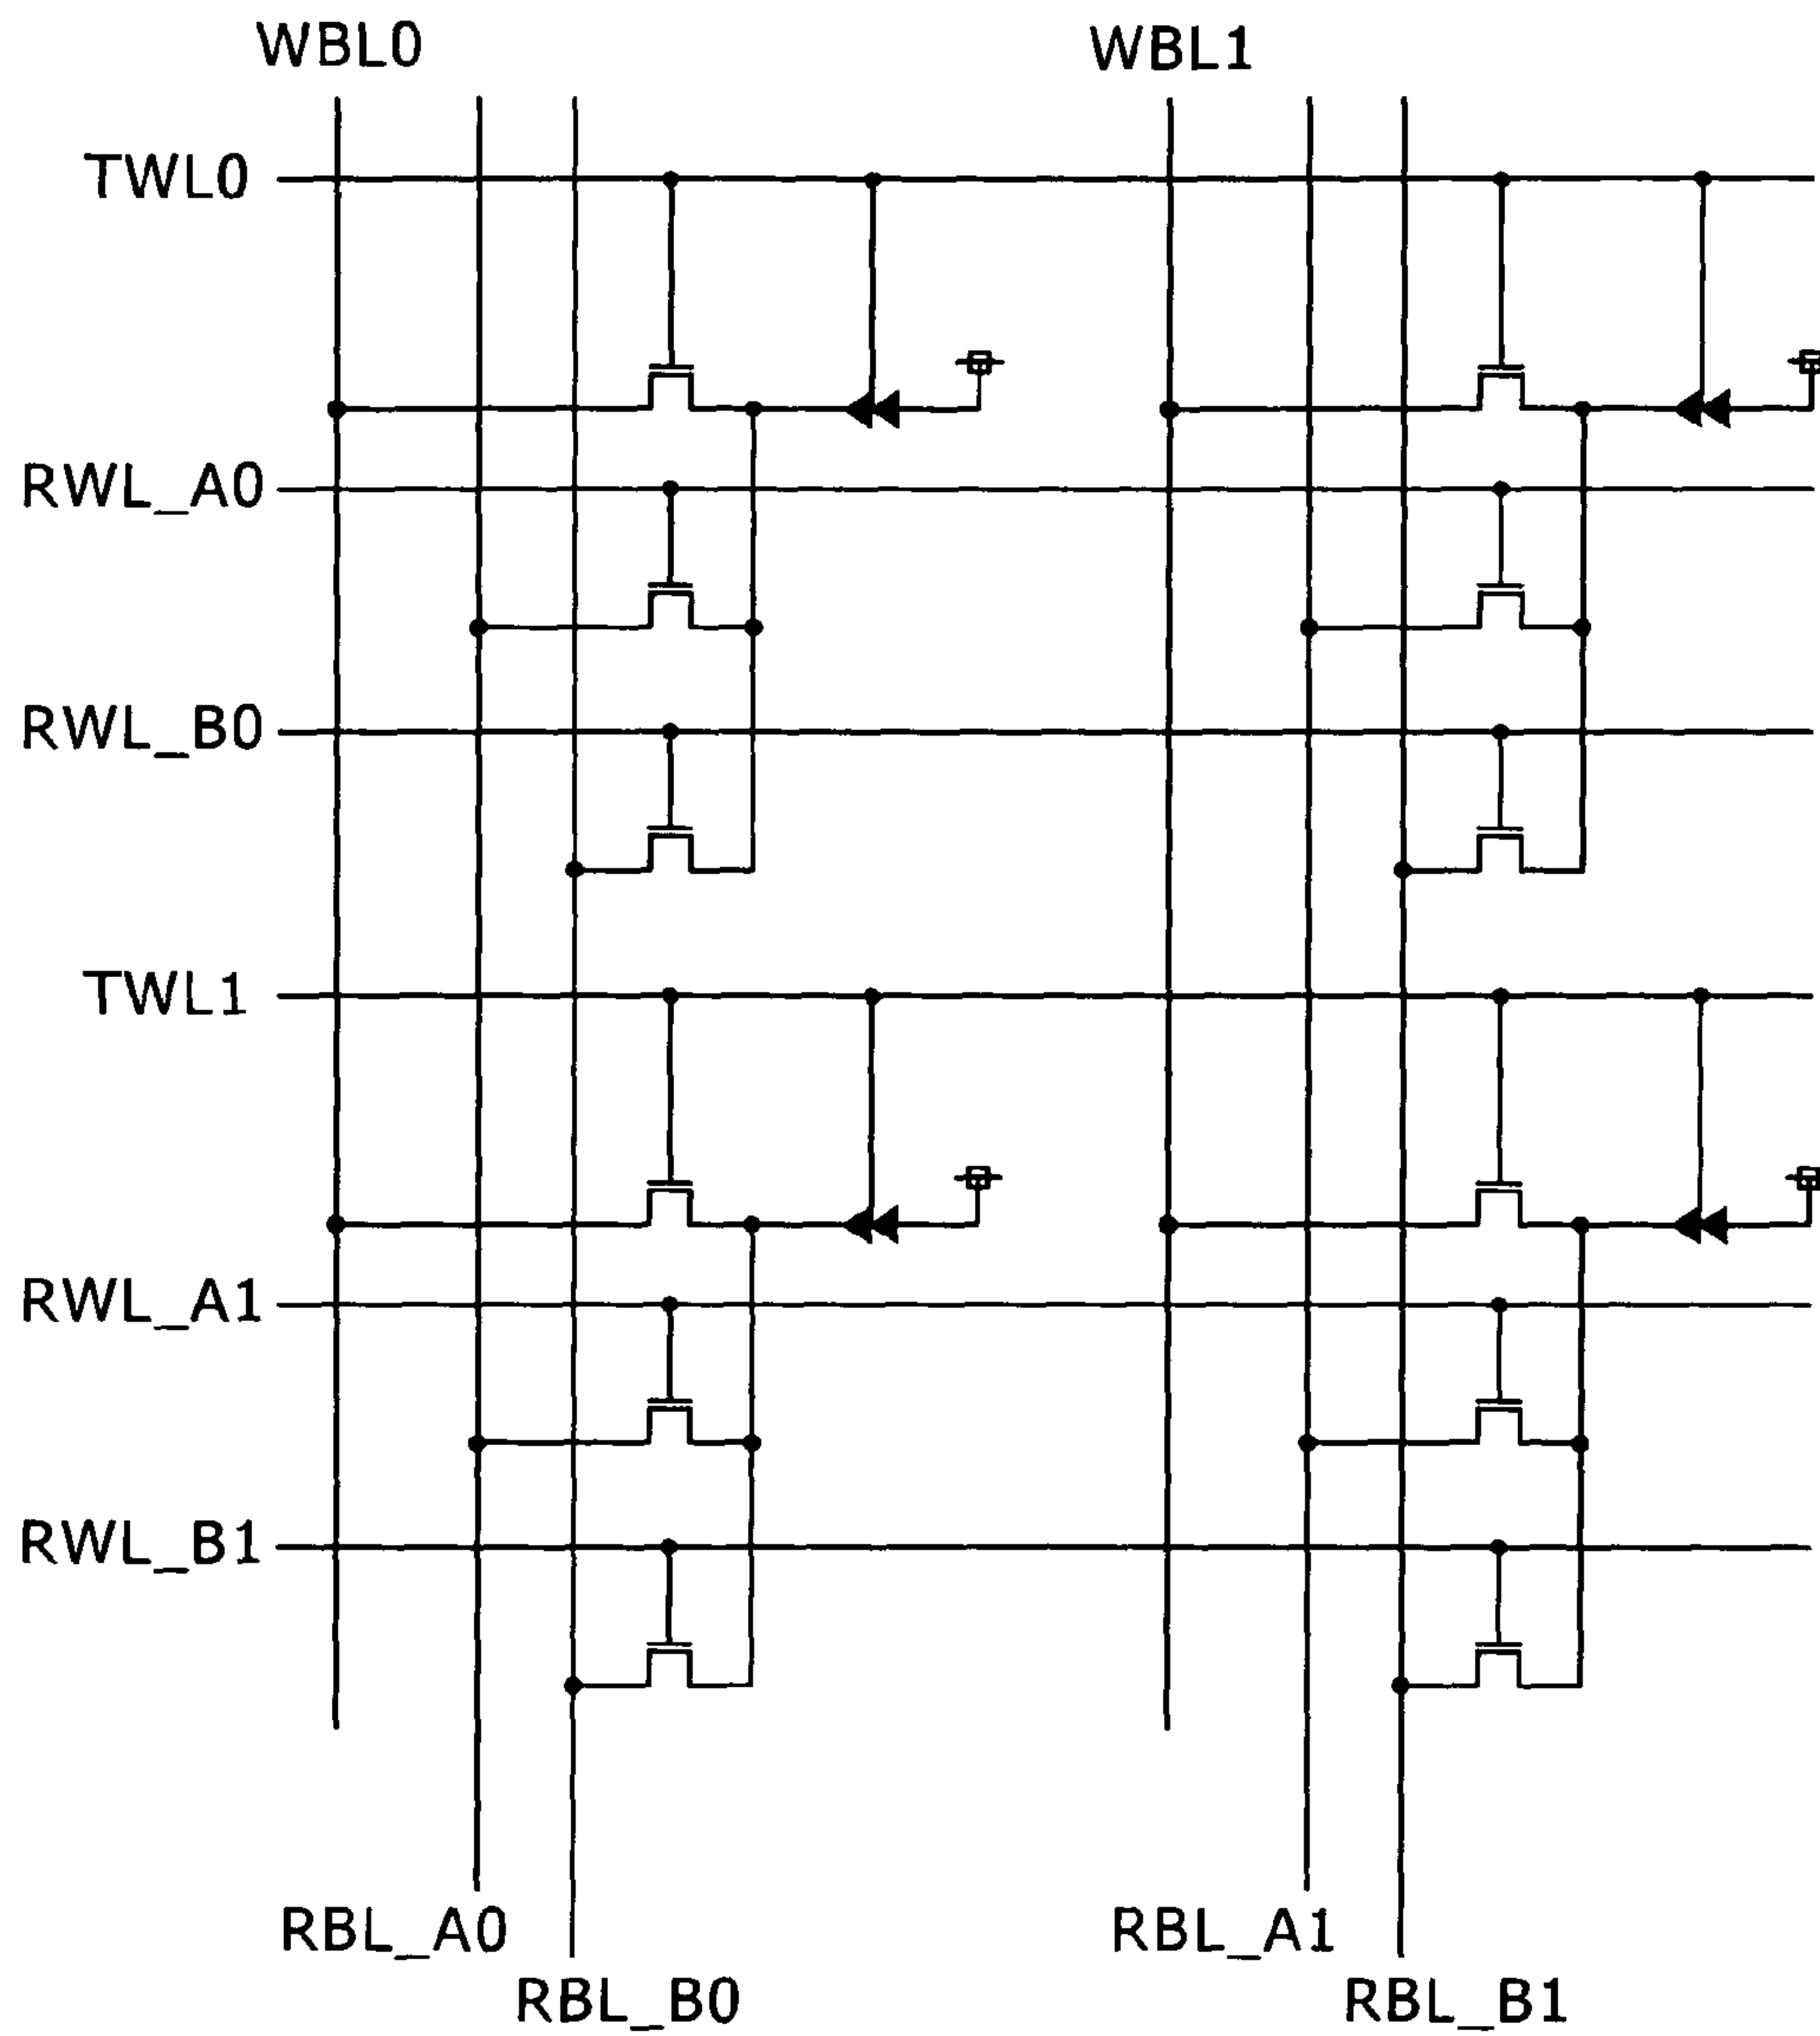 WBL0 WBL1
TWL0
RWL_A0
RWL_B0
TWL1
RWL_A1
RWL_B1
RBL_A0 RBL_A1
RBL_B0 RBL_B1